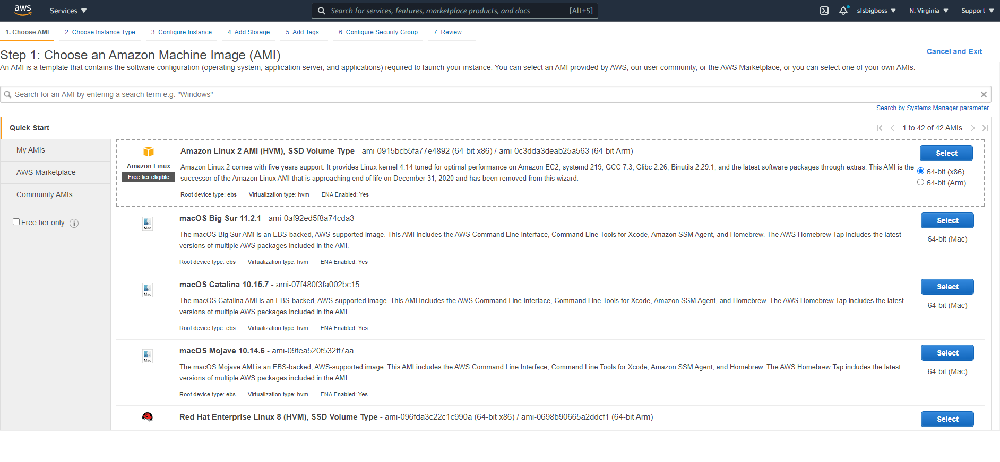 aws Services Search for services, features, marketplace products, and docs [Alt+S] sfsbigboss N. Virginia Support
1. Choose AMI 2. Choose Instance Type 3. Configure Instance 4. Add Storage 5. Add Tags 6. Configure Security Group 7. Review
Step 1: Choose an Amazon Machine Image (AMI)
Cancel and Exit
An AMI is a template that contains the software configuration (operating system, application server, and applications) required to launch your instance. You can select an AMI provided by AWS, our user community, or the AWS Marketplace; or you can select one of your own AMIs.
Search for an AMI by entering a search term e.g. "Windows"
Search by Systems Manager parameter
Quick Start
1 to 42 of 42 AMIs
My AMIs
AWS Marketplace
Community AMIs
Free tier only
Amazon Linux
Free tier eligible
Amazon Linux 2 AMI (HVM), SSD Volume Type - ami-0915bcb5fa77e4892 (64-bit x86) / ami-0c3dda3deab25a563 (64-bit Arm)
Amazon Linux 2 comes with five years support. It provides Linux kernel 4.14 tuned for optimal performance on Amazon EC2, systemd 219, GCC 7.3, Glibc 2.26, Binutils 2.29.1, and the latest software packages through extras. This AMI is the
successor of the Amazon Linux AMI that is approaching end of life on December 31, 2020 and has been removed from this wizard.
Root device type: ebs Virtualization type: hvm ENA Enabled: Yes
Select
64-bit (x86)
64-bit (Arm)
Mac
macOS Big Sur 11.2.1 - ami-0af92ed5f8a74cda3
The macOS Big Sur AMI is an EBS-backed, AWS-supported image. This AMI includes the AWS Command Line Interface, Command Line Tools for Xcode, Amazon SSM Agent, and Homebrew. The AWS Homebrew Tap includes the latest
versions of multiple AWS packages included in the AMI.
Root device type: ebs Virtualization type: hvm ENA Enabled: Yes
Select
64-bit (Mac)
Mac
macOS Catalina 10.15.7 - ami-07f480f3fa002bc15
The macOS Catalina AMI is an EBS-backed, AWS-supported image. This AMI includes the AWS Command Line Interface, Command Line Tools for Xcode, Amazon SSM Agent, and Homebrew. The AWS Homebrew Tap includes the latest
versions of multiple AWS packages included in the AMI.
Root device type: ebs Virtualization type: hvm ENA Enabled: Yes
Select
64-bit (Mac)
Mac
macOS Mojave 10.14.6 - ami-09fea520f532ff7aa
The macOS Mojave AMI is an EBS-backed, AWS-supported image. This AMI includes the AWS Command Line Interface, Command Line Tools for Xcode, Amazon SSM Agent, and Homebrew. The AWS Homebrew Tap includes the latest
versions of multiple AWS packages included in the AMI.
Root device type: ebs Virtualization type: hvm ENA Enabled: Yes
Select
64-bit (Mac)
Red Hat Enterprise Linux 8 (HVM), SSD Volume Type - ami-096fda3c22c1c990a (64-bit x86) / ami-0698b90665a2ddcf1 (64-bit Arm)
Select